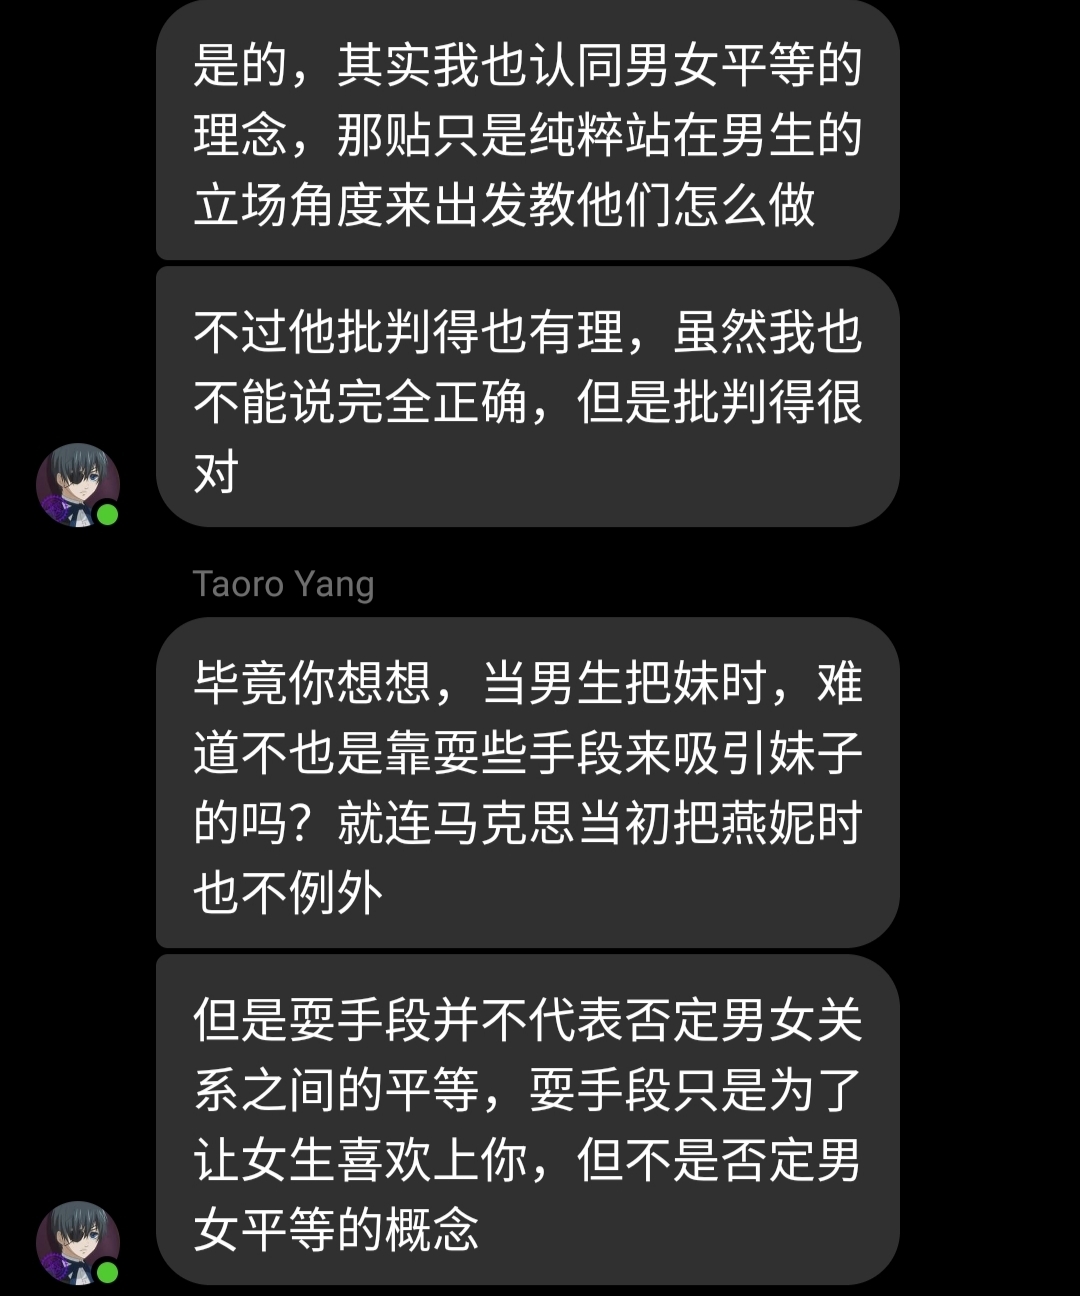 是的，其实我也认同男女平等的
理念，那贴只是纯粹站在男生的
立场角度来出发教他们怎么做
不过他批判得也有理，虽然我也
不能说完全正确，但是批判得很
对
Taoro Yang
毕竟你想想，当男生把妹时，难
道不也是靠耍些手段来吸引妹子
的吗？就连马克思当初把燕妮时
也不例外
但是耍手段并不代表否定男女关
系之间的平等，耍手段只是为了
让女生喜欢上你，但不是否定男
女平等的概念